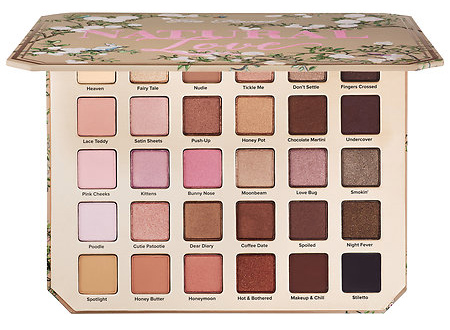 NATURAL
Love
Heaven Fairy Tale Nudie Tickle Me Don't Settle Fingers Crossed
Lace Teddy Satin Sheets Push-Up Honey Pot Chocolate Martini Undercover
Pink Cheeks Kittens Bunny Nose Moonbeam Love Bug Smokin'
Poodle Cutie Patootie Dear Diary Coffee Date Spoiled Night Fever
Spotlight Honey Butter Honeymoon Hot & Bothered Makeup & Chill Stiletto